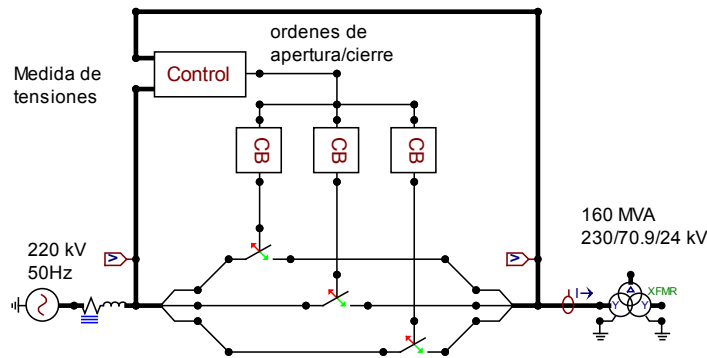 ordenes de
apertura/cierre
Medida de
tensiones
Control
CB
CB
CB
160 MVA
230/70.9/24 kV
220 kV
50Hz
V
V
I
XFMR
Y
Y